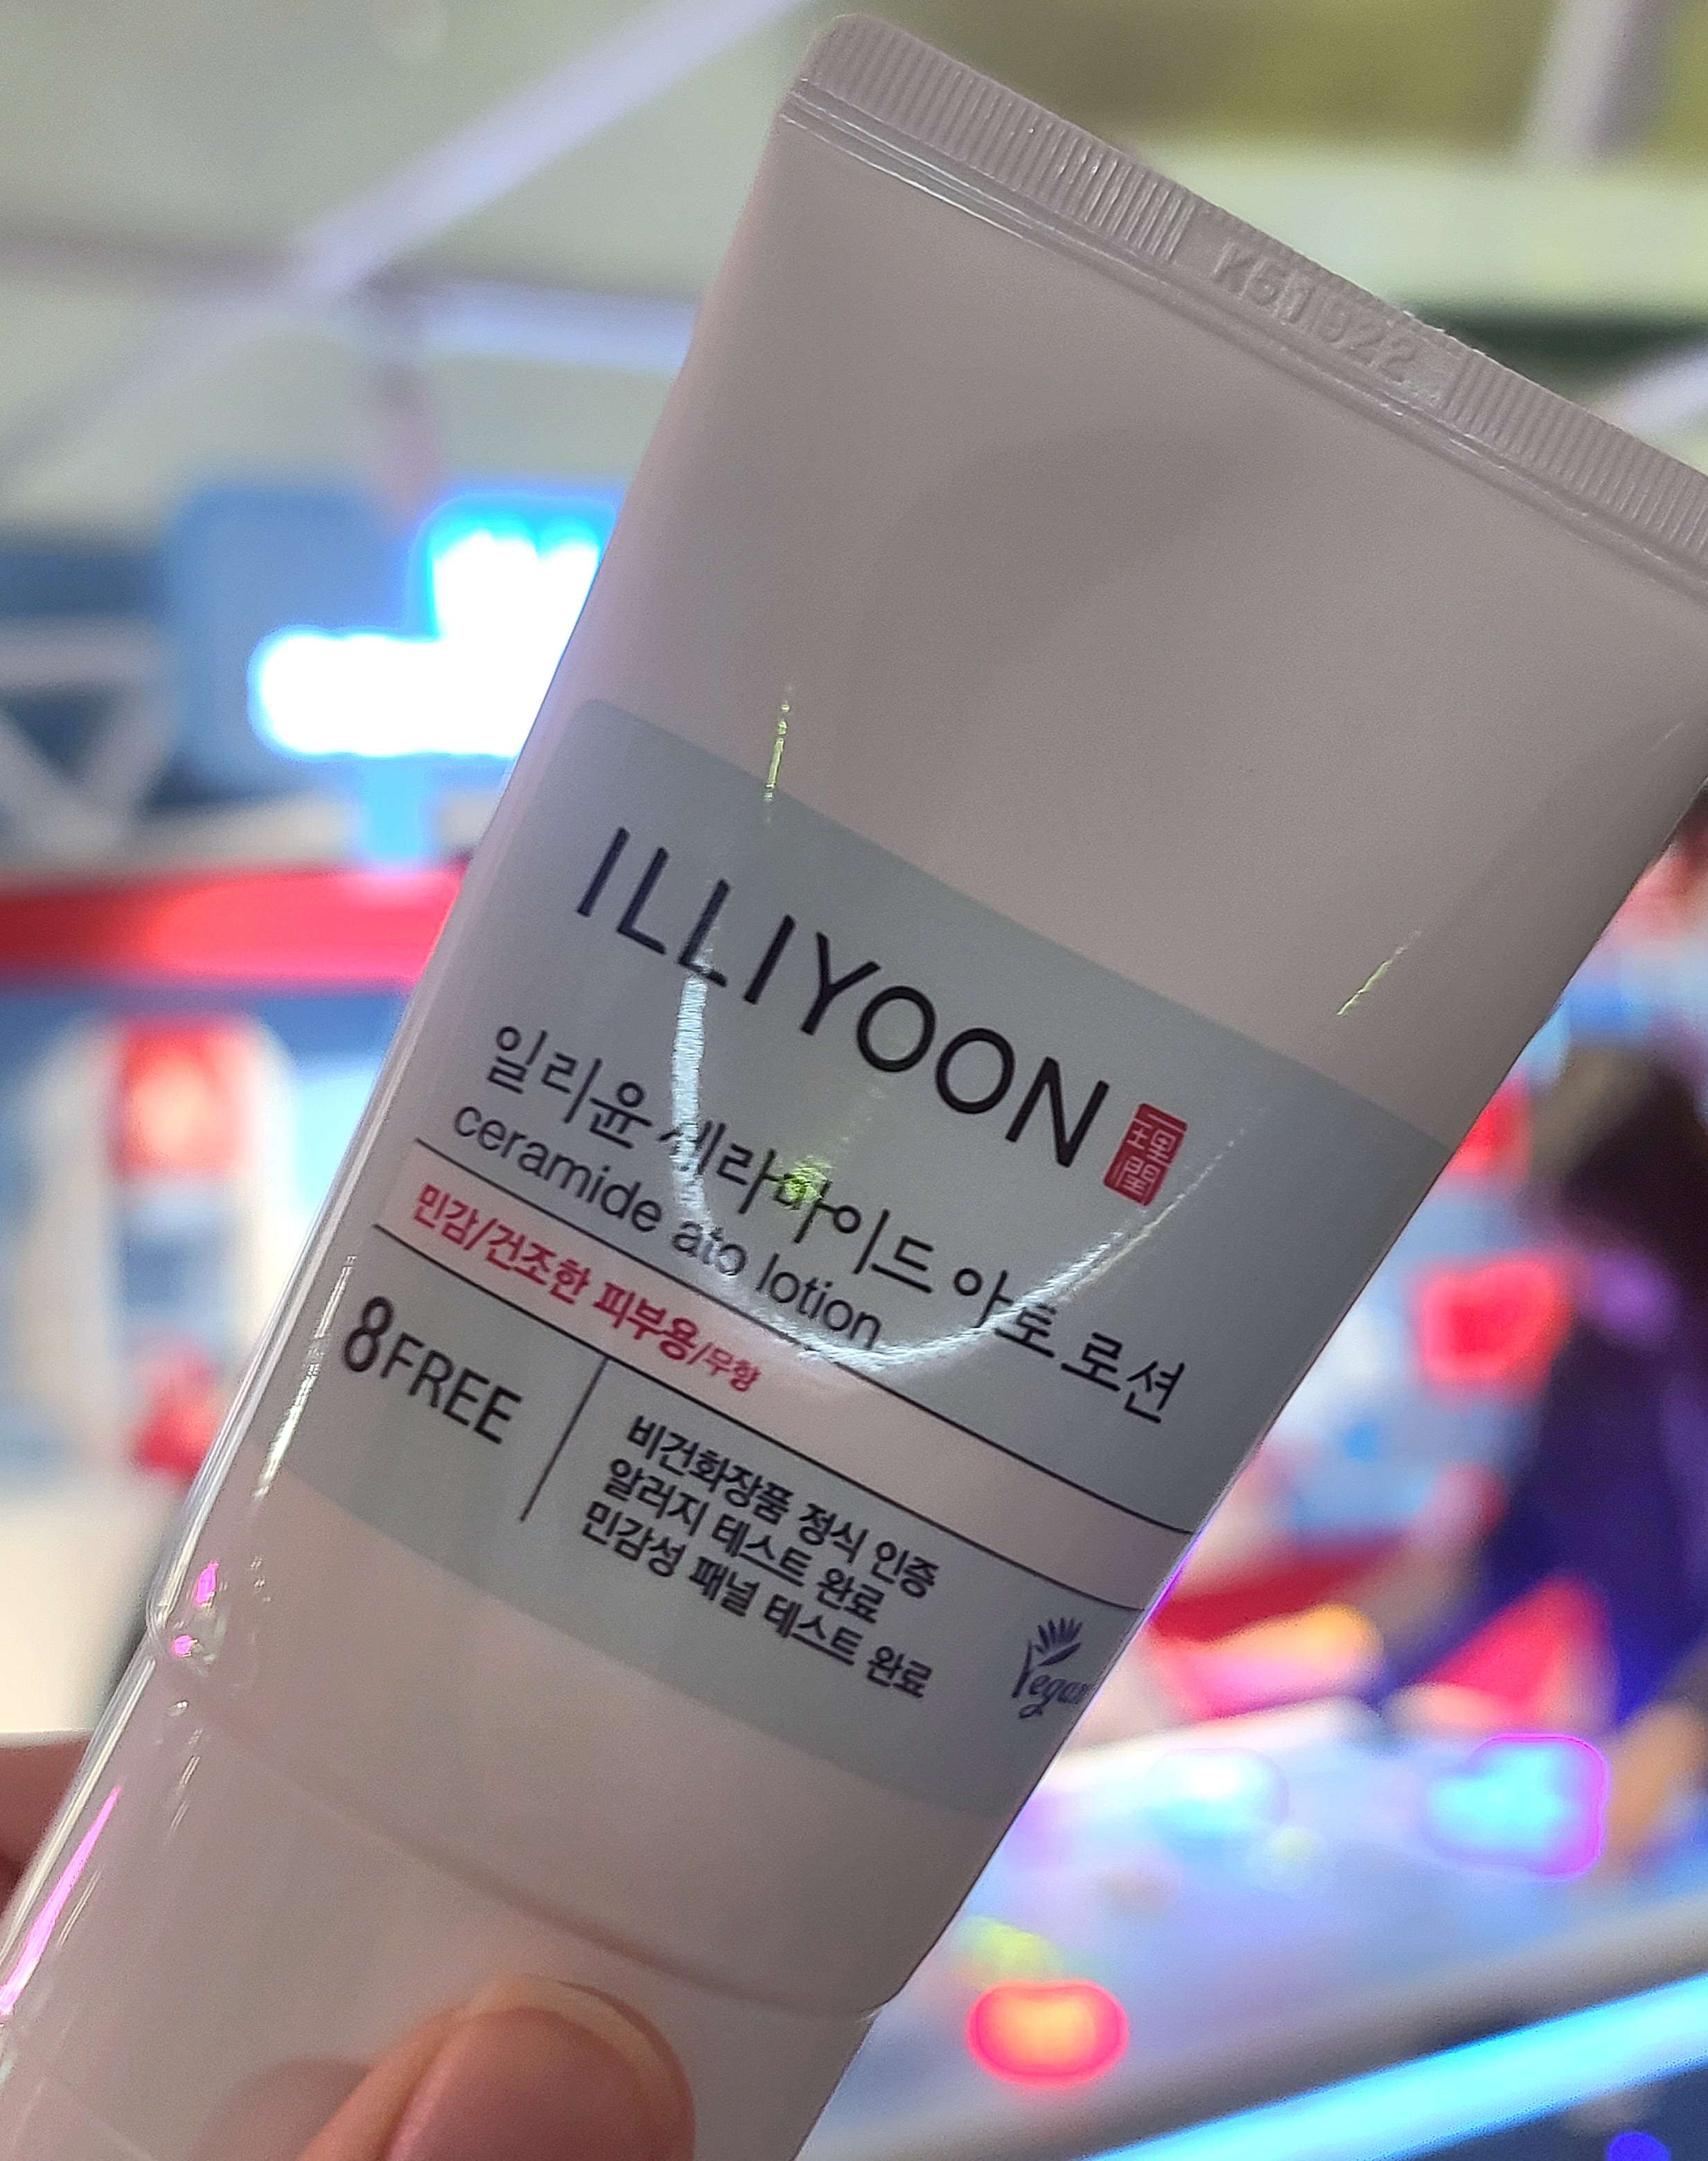 K51022
ILLIYOON
일리윤 세라마이드 아토 로션
ceramide ato lotion
민감/건조한 피부용/무향
8FREE
비건화장품 정식 인증
알러지 테스트 완료
민감성 패널 테스트 완료
Vegan